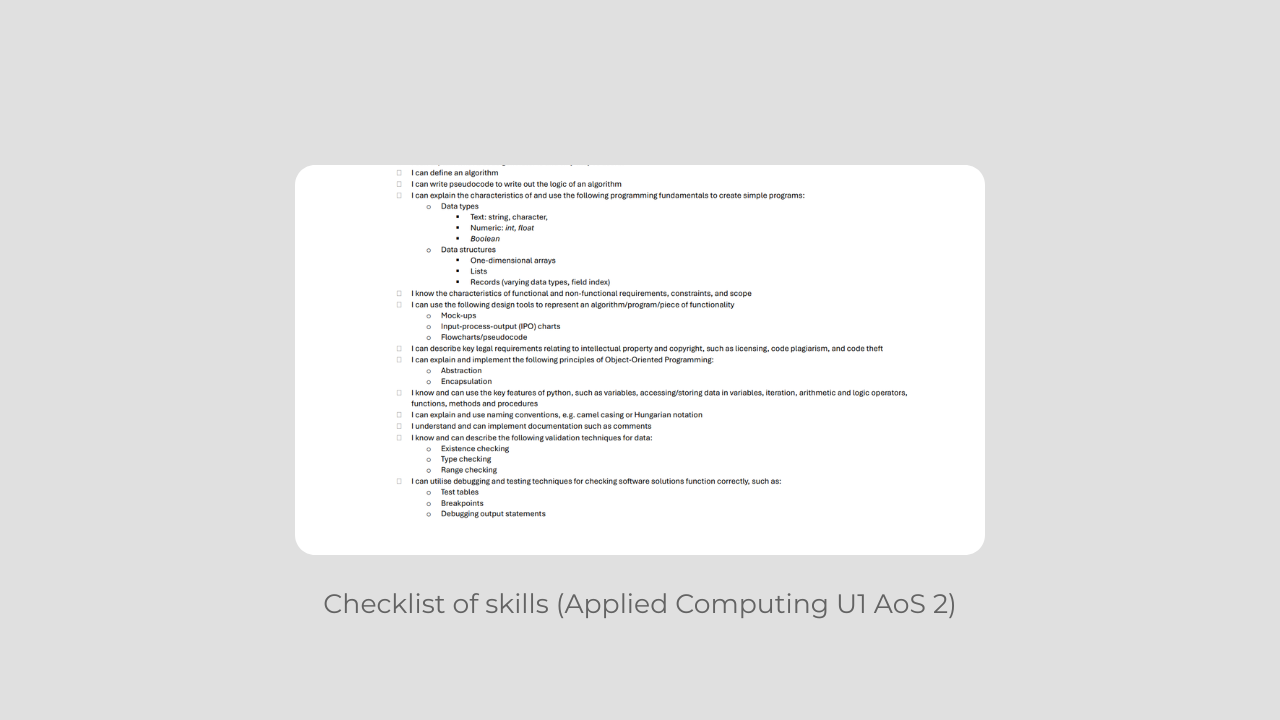 I can define an algorithm
I can write pseudocode to write out the logic of an algorithm
I can explain the characteristics of and use the following programming fundamentals to create simple programs:
o Data types
▪ Text: string, character,
▪ Numeric: int, float
▪ Boolean
o Data structures
▪ One-dimensional arrays
▪ Lists
▪ Records (varying data types, field index)
I know the characteristics of functional and non-functional requirements, constraints, and scope
I can use the following design tools to represent an algorithm/program/piece of functionality
o Mock-ups
o Input-process-output (IPO) charts
o Flowcharts/pseudocode
I can describe key legal requirements relating to intellectual property and copyright, such as licensing, code plagiarism, and code theft
I can explain and implement the following principles of Object-Oriented Programming:
o Abstraction
o Encapsulation
I know and can use the key features of python, such as variables, accessing/storing data in variables, iteration, arithmetic and logic operators,
functions, methods and procedures
I can explain and use naming conventions, e.g. camel casing or Hungarian notation
I understand and can implement documentation such as comments
I know and can describe the following validation techniques for data:
o Existence checking
o Type checking
o Range checking
I can utilise debugging and testing techniques for checking software solutions function correctly, such as:
o Test tables
o Breakpoints
o Debugging output statements
Checklist of skills (Applied Computing U1 AoS 2)